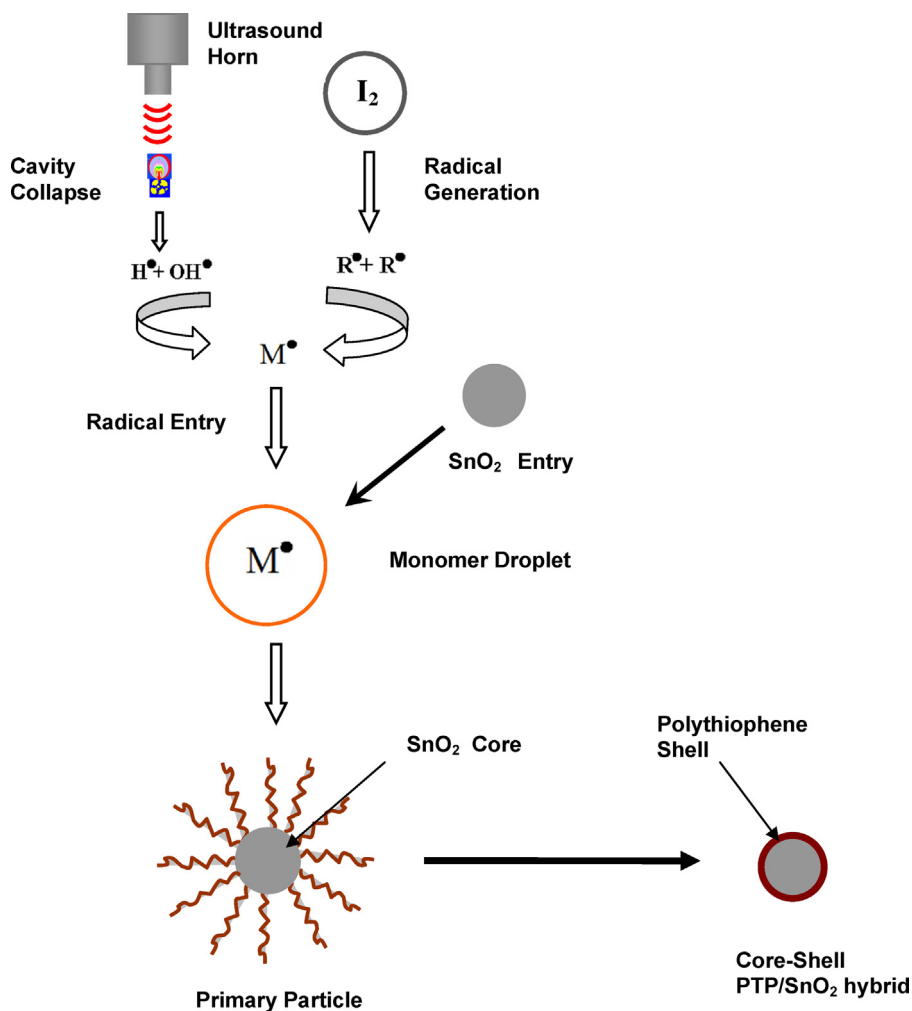 Ultrasound
Horn
I₂
Cavity
Collapse
Radical
Generation
H•+ OH•
R•+ R•
M•
Radical Entry
SnO₂ Entry
M•
Monomer Droplet
SnO₂ Core
Polythiophene
Shell
Primary Particle
Core-Shell
PTP/SnO₂ hybrid